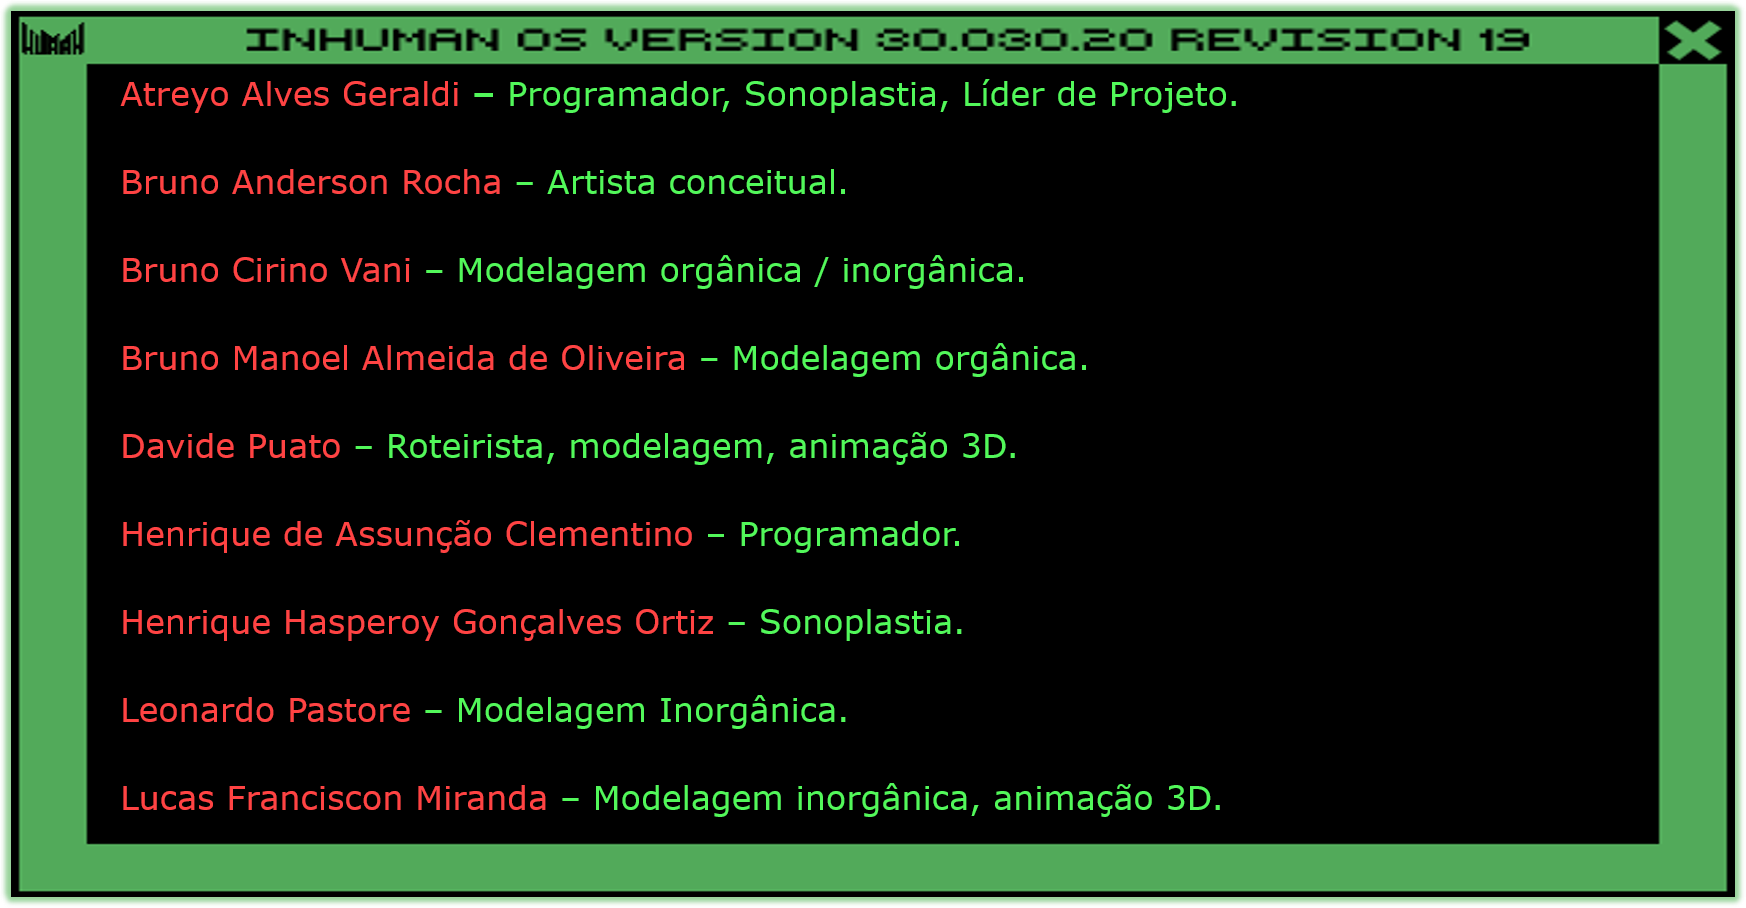 HUMAN INHUMAN OS VERSION 30.030.20 REVISION 19
Atreyo Alves Geraldi – Programador, Sonoplastia, Líder de Projeto.
Bruno Anderson Rocha – Artista conceitual.
Bruno Cirino Vani – Modelagem orgânica / inorgânica.
Bruno Manoel Almeida de Oliveira – Modelagem orgânica.
Davide Puato – Roteirista, modelagem, animação 3D.
Henrique de Assunção Clementino – Programador.
Henrique Hasperoy Gonçalves Ortiz – Sonoplastia.
Leonardo Pastore – Modelagem Inorgânica.
Lucas Franciscon Miranda – Modelagem inorgânica, animação 3D.